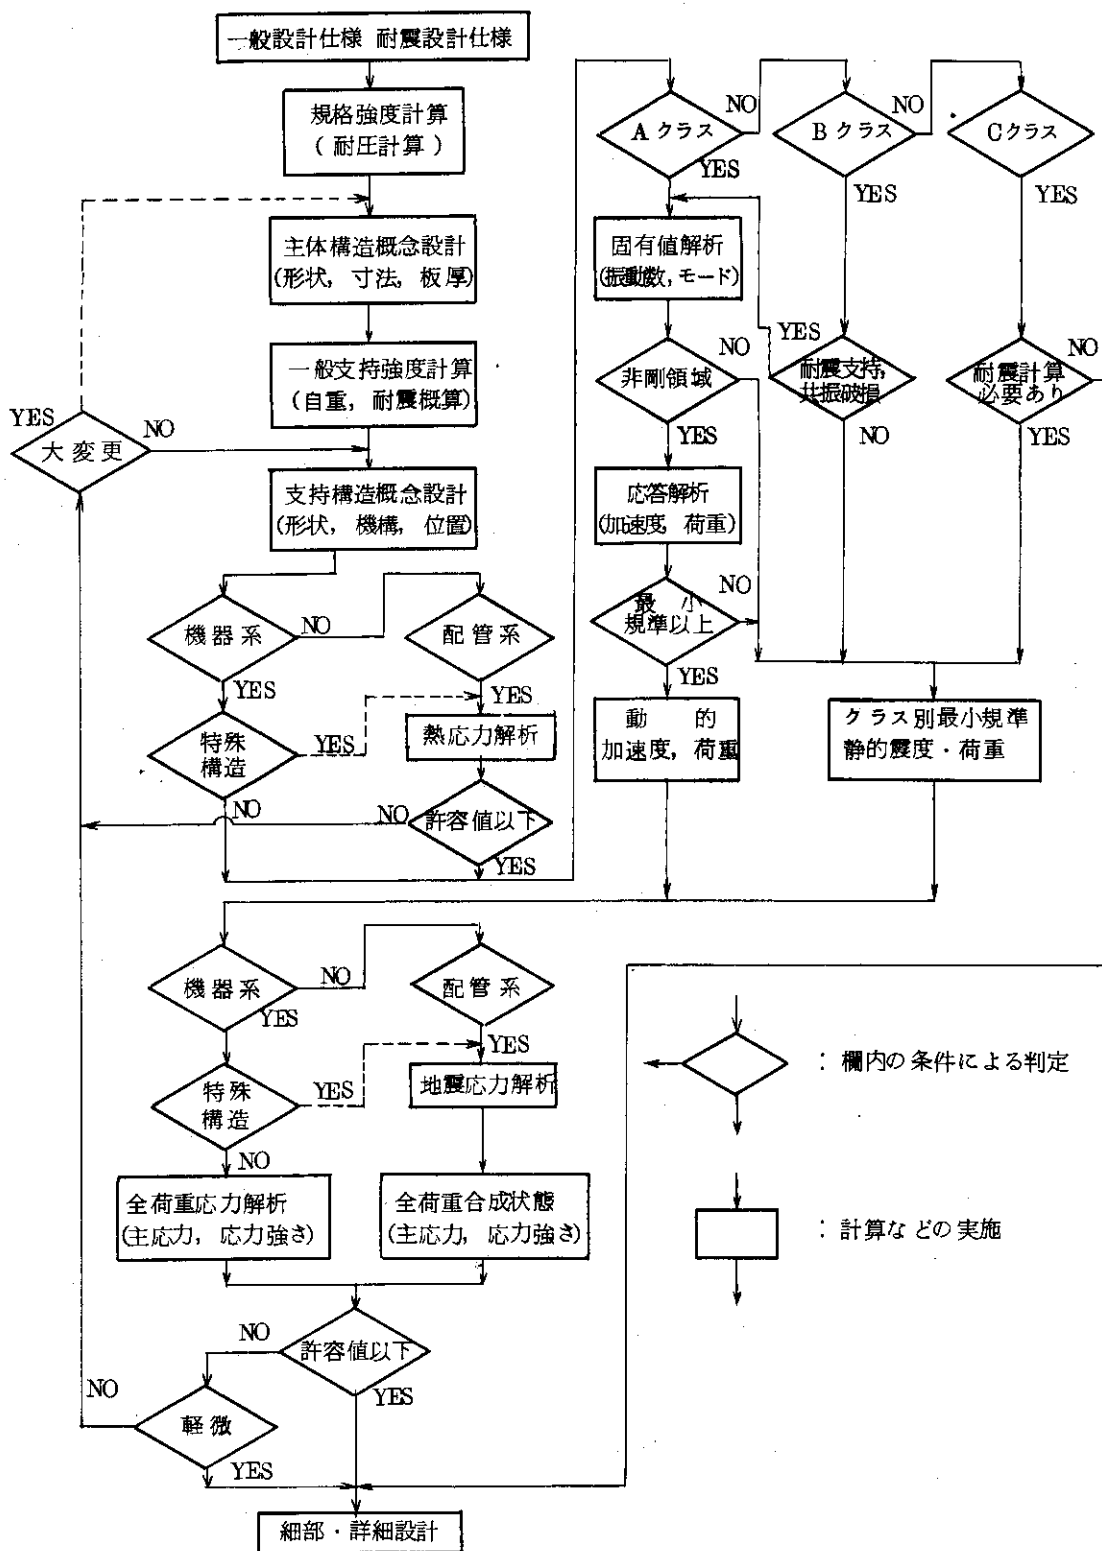 一般設計仕様 耐震設計仕様
規格強度計算
(耐圧計算)
主体構造概念設計
(形状, 寸法, 板厚)
一般支持強度計算
(自重, 耐震概算)
YES
大変更
NO
支持構造概念設計
(形状, 機構, 位置)
機器系
NO
配管系
YES
YES
特殊
構造
YES
熱応力解析
NO
NO
許容値以下
YES
Aクラス
NO
Bクラス
NO
Cクラス
YES
YES
YES
固有値解析
(振動数, モード)
非剛領域
NO
YES
耐震支持,
共振破損
NO
耐震計算
必要あり
NO
YES
YES
応答解析
(加速度, 荷重)
最小
規準以上
NO
YES
動的
加速度, 荷重
クラス別最小規準
静的震度・荷重
機器系
NO
配管系
YES
YES
特殊
構造
YES
地震応力解析
NO
全荷重応力解析
(主応力, 応力強さ)
全荷重合成状態
(主応力, 応力強さ)
NO
許容値以下
YES
NO
軽微
YES
細部・詳細設計
:欄内の条件による判定
:計算などの実施